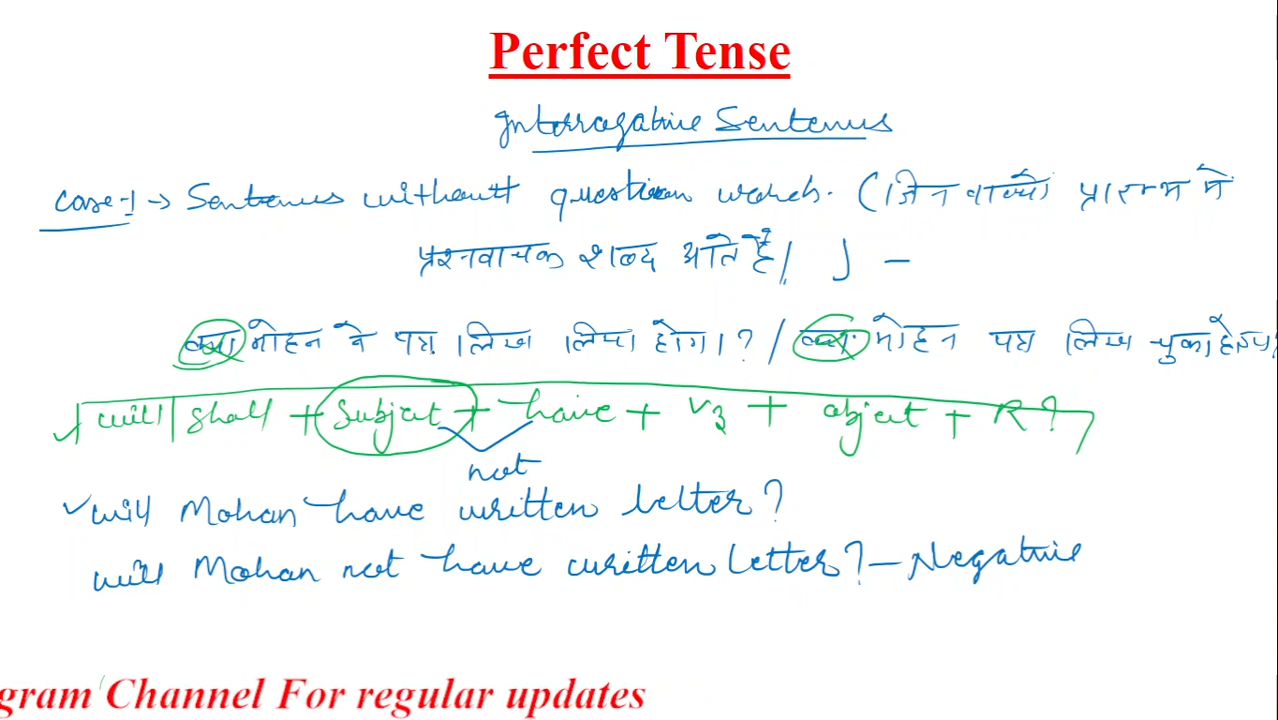 Perfect Tense
Interrogative Sentences
Case-1 → Sentences without question words. (जिन वाक्यो प्रारम्भ मे
प्रश्नवाचक शब्द आते हैं| ) —
क्या मोहन ने पत्र लिख लिया होगा ? / क्या मोहन पत्र लिख चुका होगा
will | shall + Subject + have + V3 + object + R ?
not
will Mohan have written letter?
will Mohan not have written letter? — Negative
gram Channel For regular updates